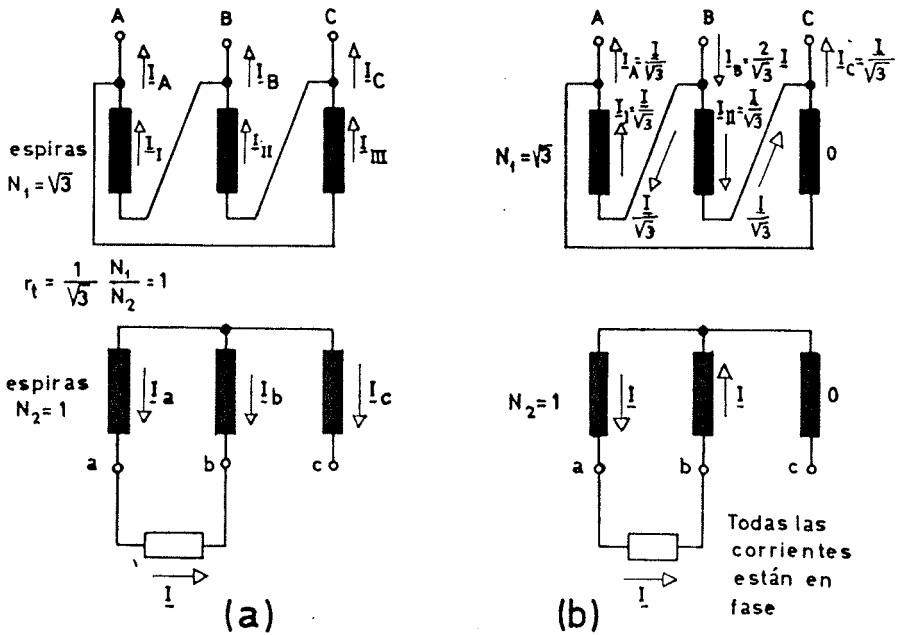 A B C
I_A I_B I_C
espiras
N₁ = √3
I_I I_II I_III
r_t = 1/√3 N₁/N₂ = 1
espiras
N₂ = 1
I_a I_b I_c
a b c
I
(a)
A B C
I_A = I/√3 I_B = 2/√3 I I_C = I/√3
I_I = I/√3 I_II = I/√3
N₁ = √3 0
I/√3 I/√3
N₂ = 1 I I 0
a b c
I
Todas las
corrientes
están en
fase
(b)